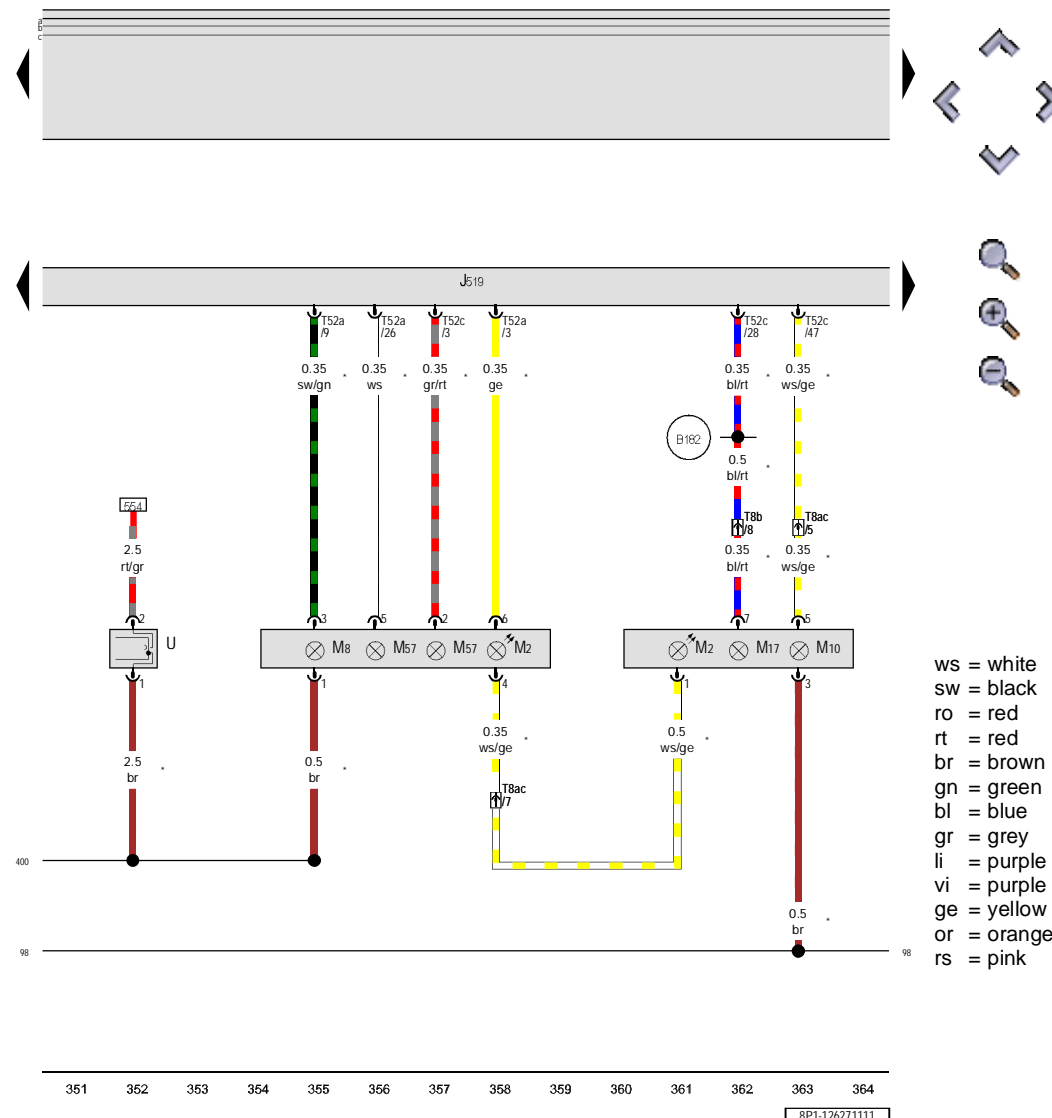 a
b
c
J519
T52a /9
T52a /26
T52c /3
T52a /3
T52c /28
T52c /47
0.35 sw/gn *
0.35 ws *
0.35 gr/rt *
0.35 ge *
0.35 bl/rt *
0.35 ws/ge *
B182
0.5 bl/rt *
554
T8b /8
T8ac /5
2.5 rt/gr
0.35 bl/rt *
0.35 ws/ge *
2
3
5
2
6
7
5
U
M8
M57
M57
M2
M2
M17
M10
1
1
4
1
3
ws = white
sw = black
ro = red
rt = red
br = brown
gn = green
bl = blue
gr = grey
li = purple
vi = purple
ge = yellow
or = orange
rs = pink
2.5 br *
0.5 br *
0.35 ws/ge *
0.5 ws/ge *
T8ac /7
400
0.5 br *
98
98
351 352 353 354 355 356 357 358 359 360 361 362 363 364
8P1-126271111